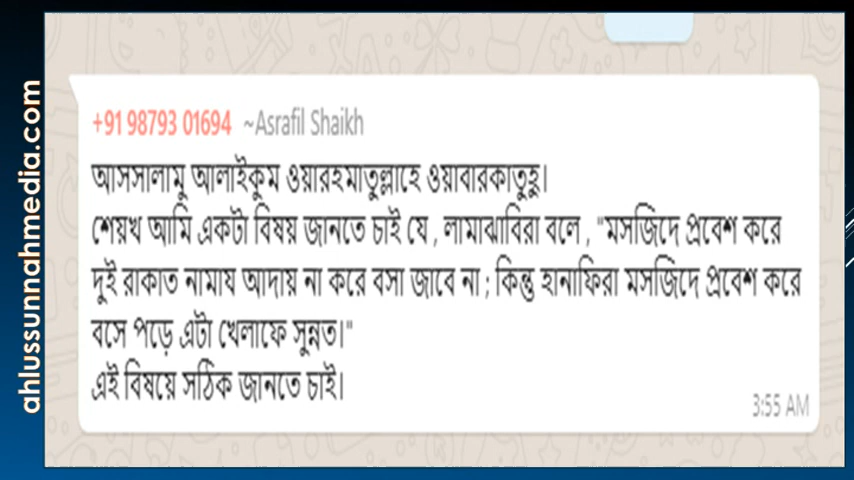 ahlussunnahmedia.com
+91 98793 01694 ~Asrafil Shaikh
আসসালামু আলাইকুম ওয়ারহমাতুল্লাহে ওয়াবারকাতুহু।
শেয়খ আমি একটা বিষয় জানতে চাই যে , লামাঝাবিরা বলে , "মসজিদে প্রবেশ করে
দুই রাকাত নামায আদায় না করে বসা জাবে না ; কিন্তু হানাফিরা মসজিদে প্রবেশ করে
বসে পড়ে এটা খেলাফে সুন্নত।"
এই বিষয়ে সঠিক জানতে চাই।
3:55 AM